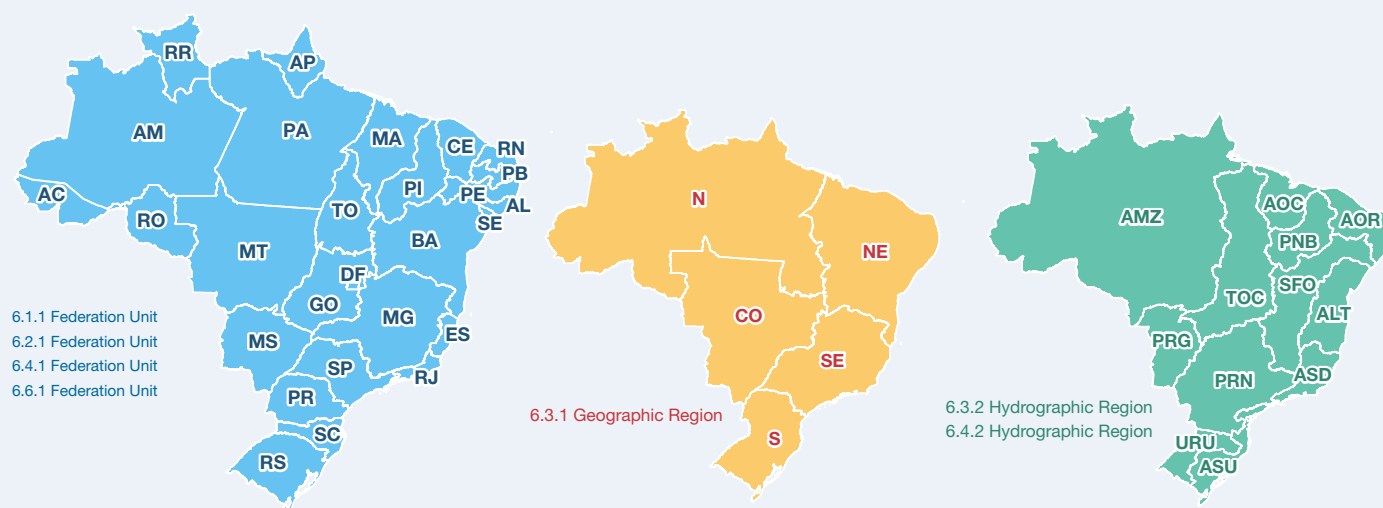 RR
AP
AM
PA
MA
CE
RN
PB
PI
PE
AL
AC
RO
TO
SE
MT
BA
DF
GO
MG
ES
MS
SP
RJ
PR
SC
RS
6.1.1 Federation Unit
6.2.1 Federation Unit
6.4.1 Federation Unit
6.6.1 Federation Unit
N
NE
CO
SE
S
6.3.1 Geographic Region
AMZ
AOC
AOR
PNB
SFO
TOC
ALT
PRG
PRN
ASD
URU
ASU
6.3.2 Hydrographic Region
6.4.2 Hydrographic Region